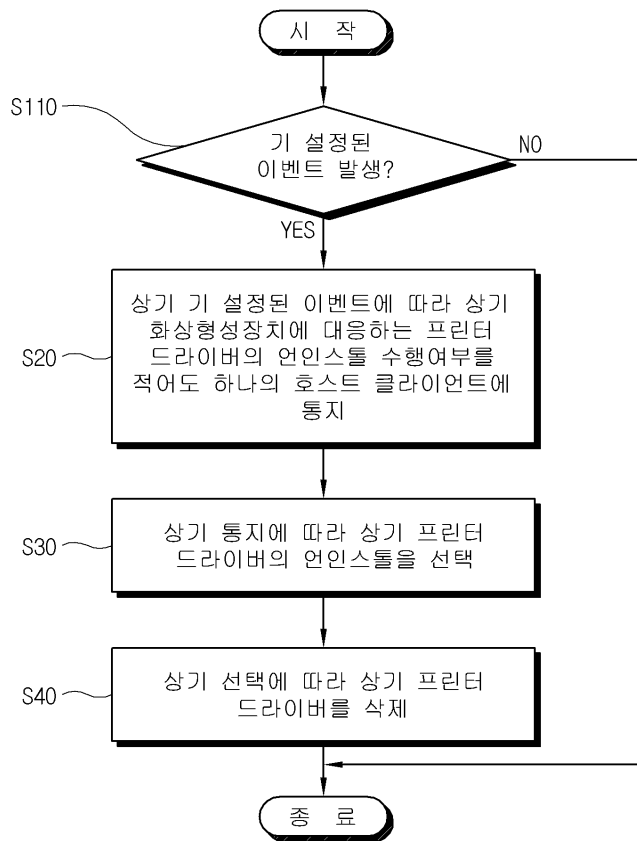 시 작
S110
기 설정된
이벤트 발생?
NO
YES
S20
상기 기 설정된 이벤트에 따라 상기
화상형성장치에 대응하는 프린터
드라이버의 언인스톨 수행여부를
적어도 하나의 호스트 클라이언트에
통지
S30
상기 통지에 따라 상기 프린터
드라이버의 언인스톨을 선택
S40
상기 선택에 따라 상기 프린터
드라이버를 삭제
종 료